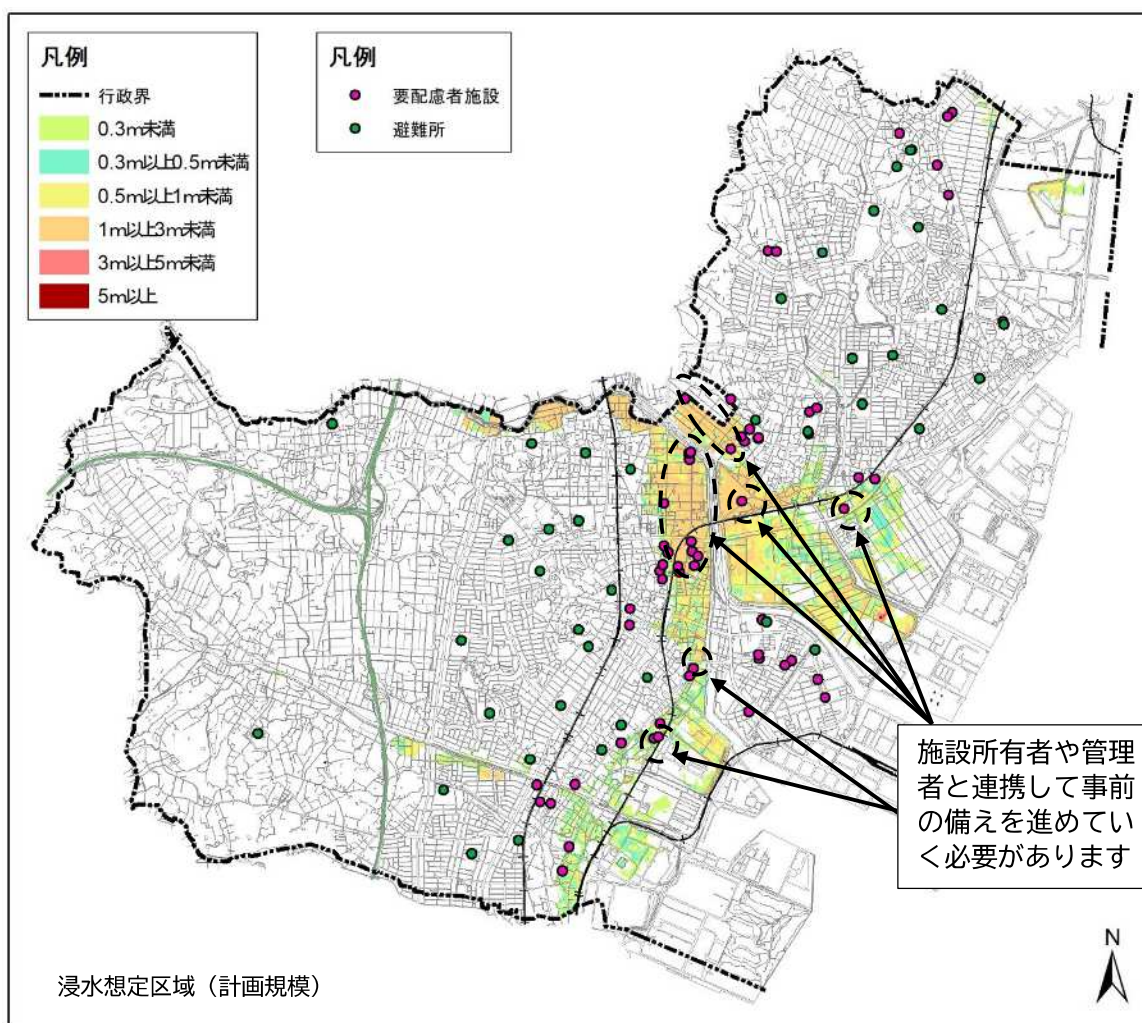 凡例
行政界
0.3m未満
0.3m以上0.5m未満
0.5m以上1m未満
1m以上3m未満
3m以上5m未満
5m以上
凡例
要配慮者施設
避難所
施設所有者や管理
者と連携して事前
の備えを進めてい
く必要があります
浸水想定区域（計画規模）
N